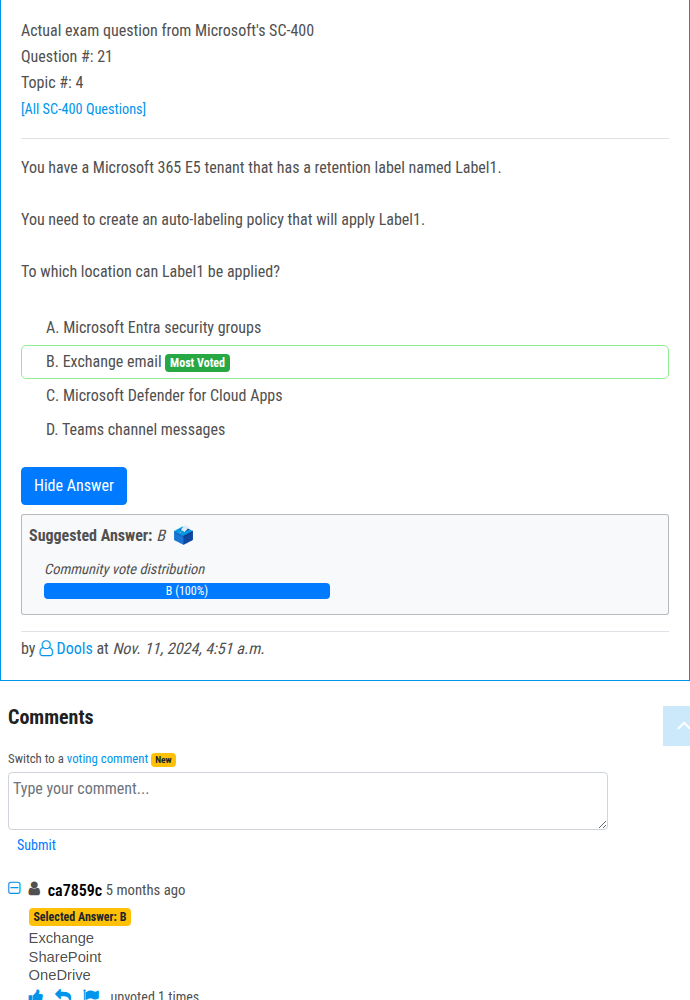 Actual exam question from Microsoft's SC-400
Question #: 21
Topic #: 4
[All SC-400 Questions]
You have a Microsoft 365 E5 tenant that has a retention label named Label1.
You need to create an auto-labeling policy that will apply Label1.
To which location can Label1 be applied?
A. Microsoft Entra security groups
B. Exchange email Most Voted
C. Microsoft Defender for Cloud Apps
D. Teams channel messages
Hide Answer
Suggested Answer: B
Community vote distribution
B (100%)
by Dools at Nov. 11, 2024, 4:51 a.m.
Comments
Switch to a voting comment New
Type your comment...
Submit
ca7859c 5 months ago
Selected Answer: B
Exchange
SharePoint
OneDrive
upvoted 1 times